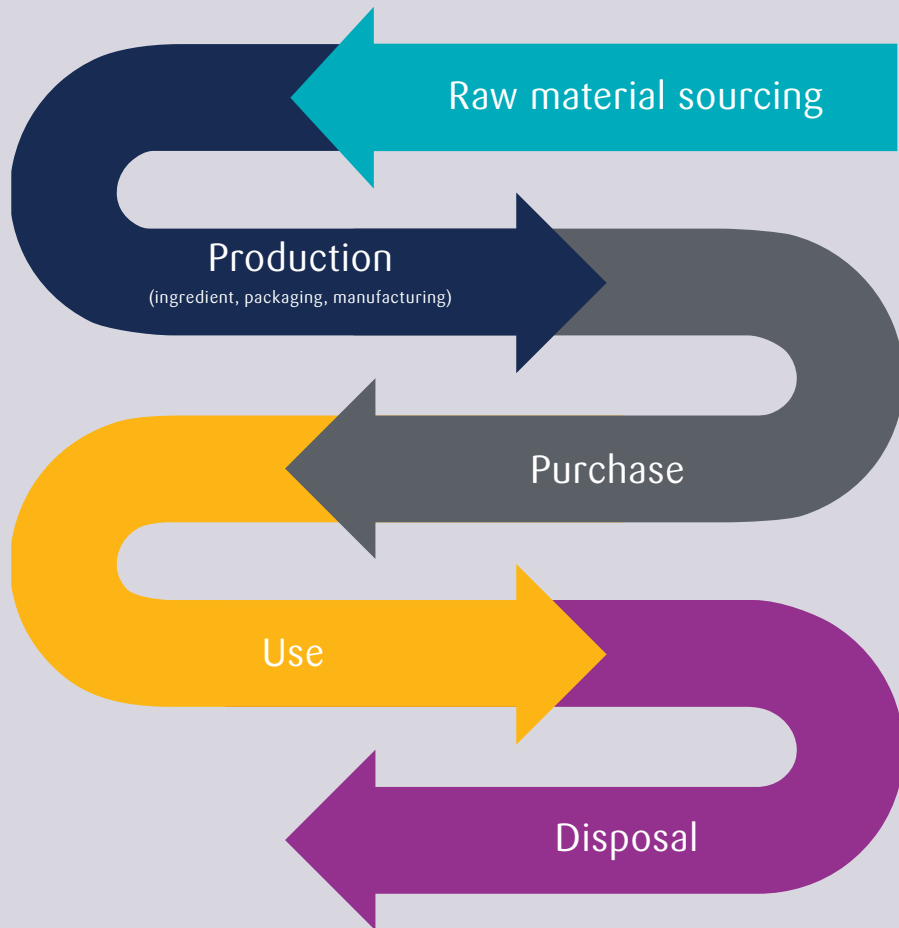 Raw material sourcing
Production
(ingredient, packaging, manufacturing)
Purchase
Use
Disposal